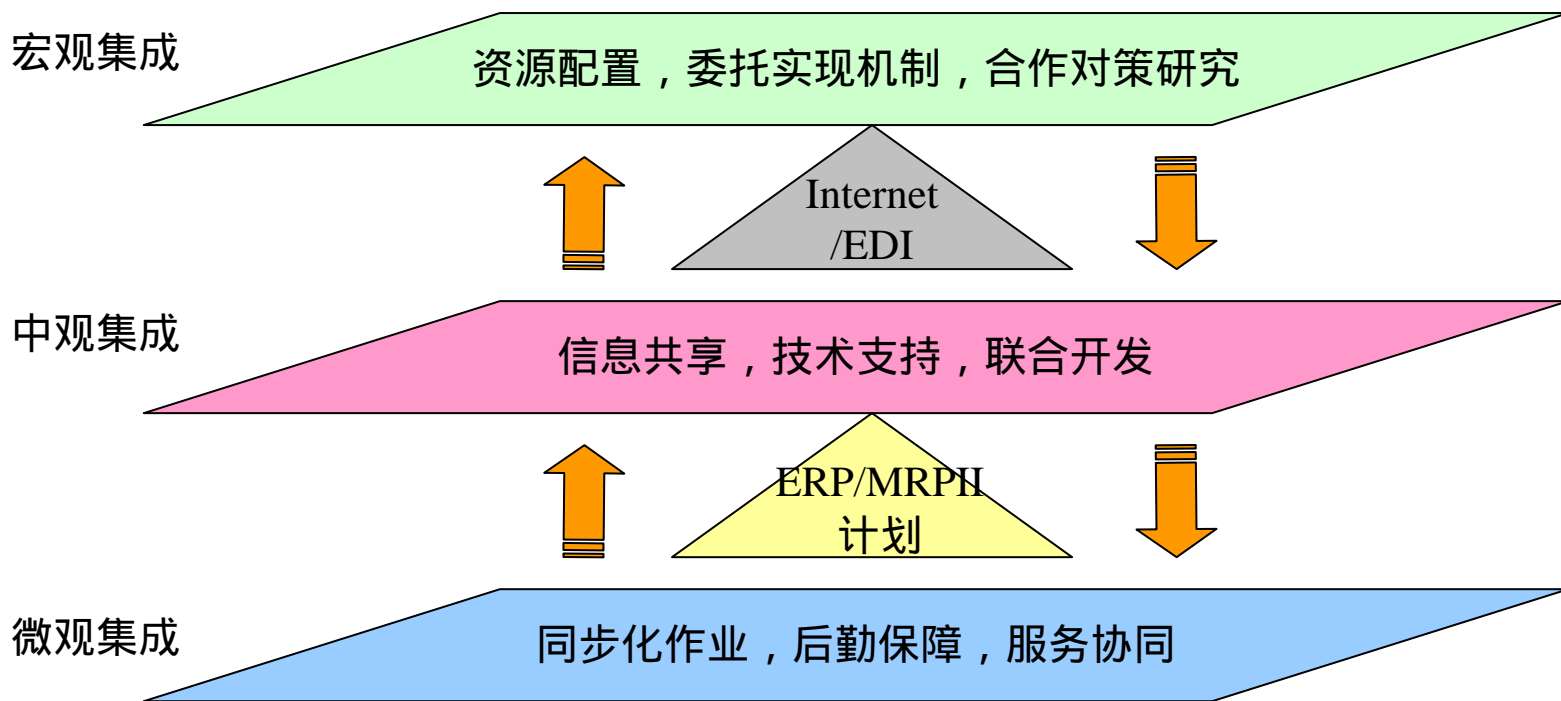 宏观集成
资源配置，委托实现机制，合作对策研究
Internet
/EDI
中观集成
信息共享，技术支持，联合开发
ERP/MRPII
计划
微观集成
同步化作业，后勤保障，服务协同